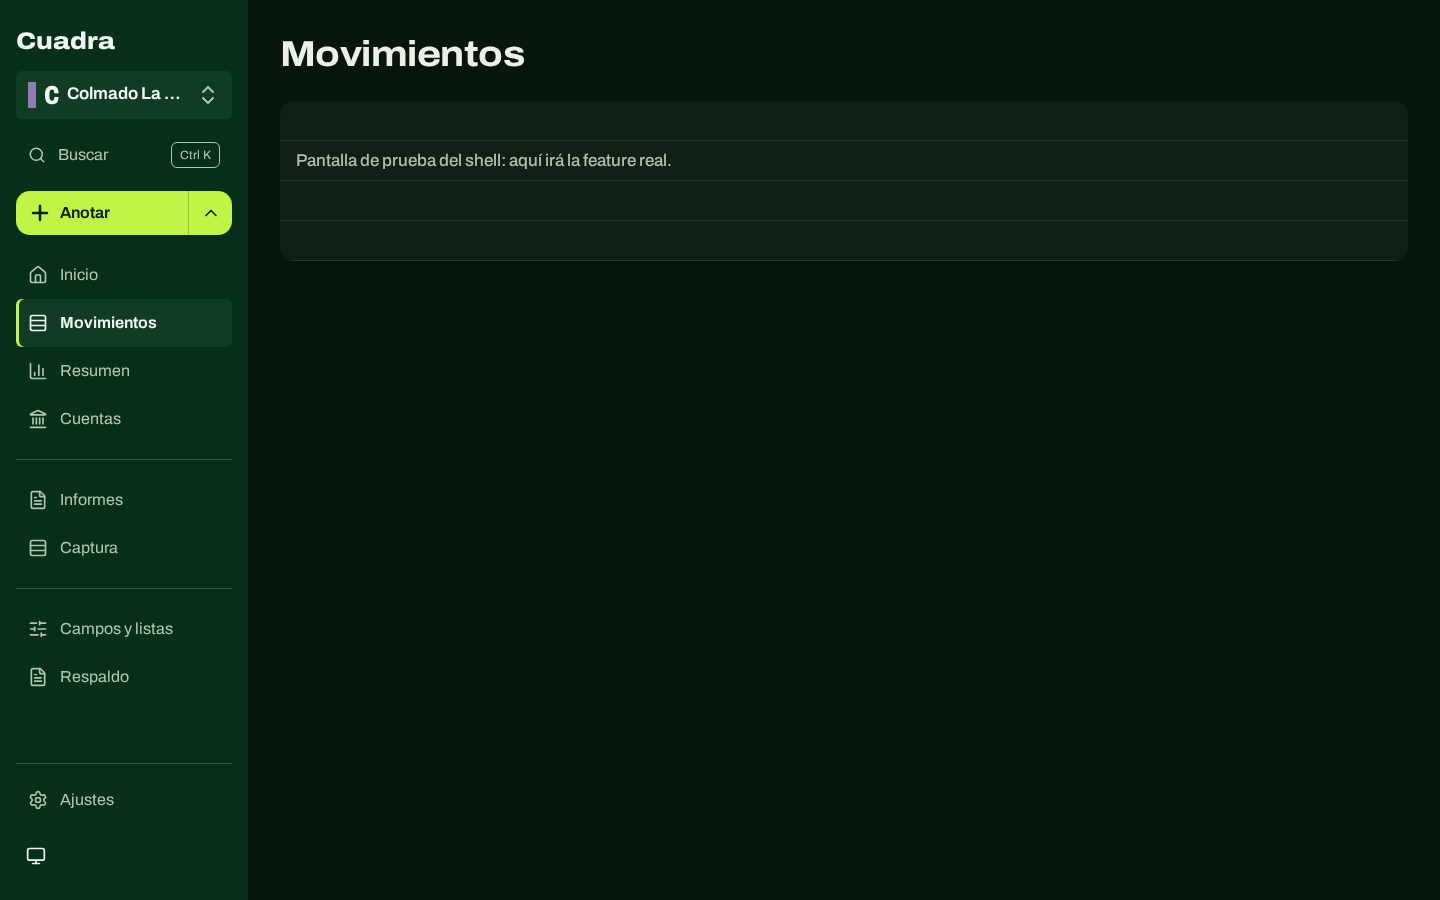 Cuadra
C Colmado La ...
Buscar Ctrl K
Anotar
Inicio
Movimientos
Resumen
Cuentas
Informes
Captura
Campos y listas
Respaldo
Ajustes
Movimientos
Pantalla de prueba del shell: aquí irá la feature real.